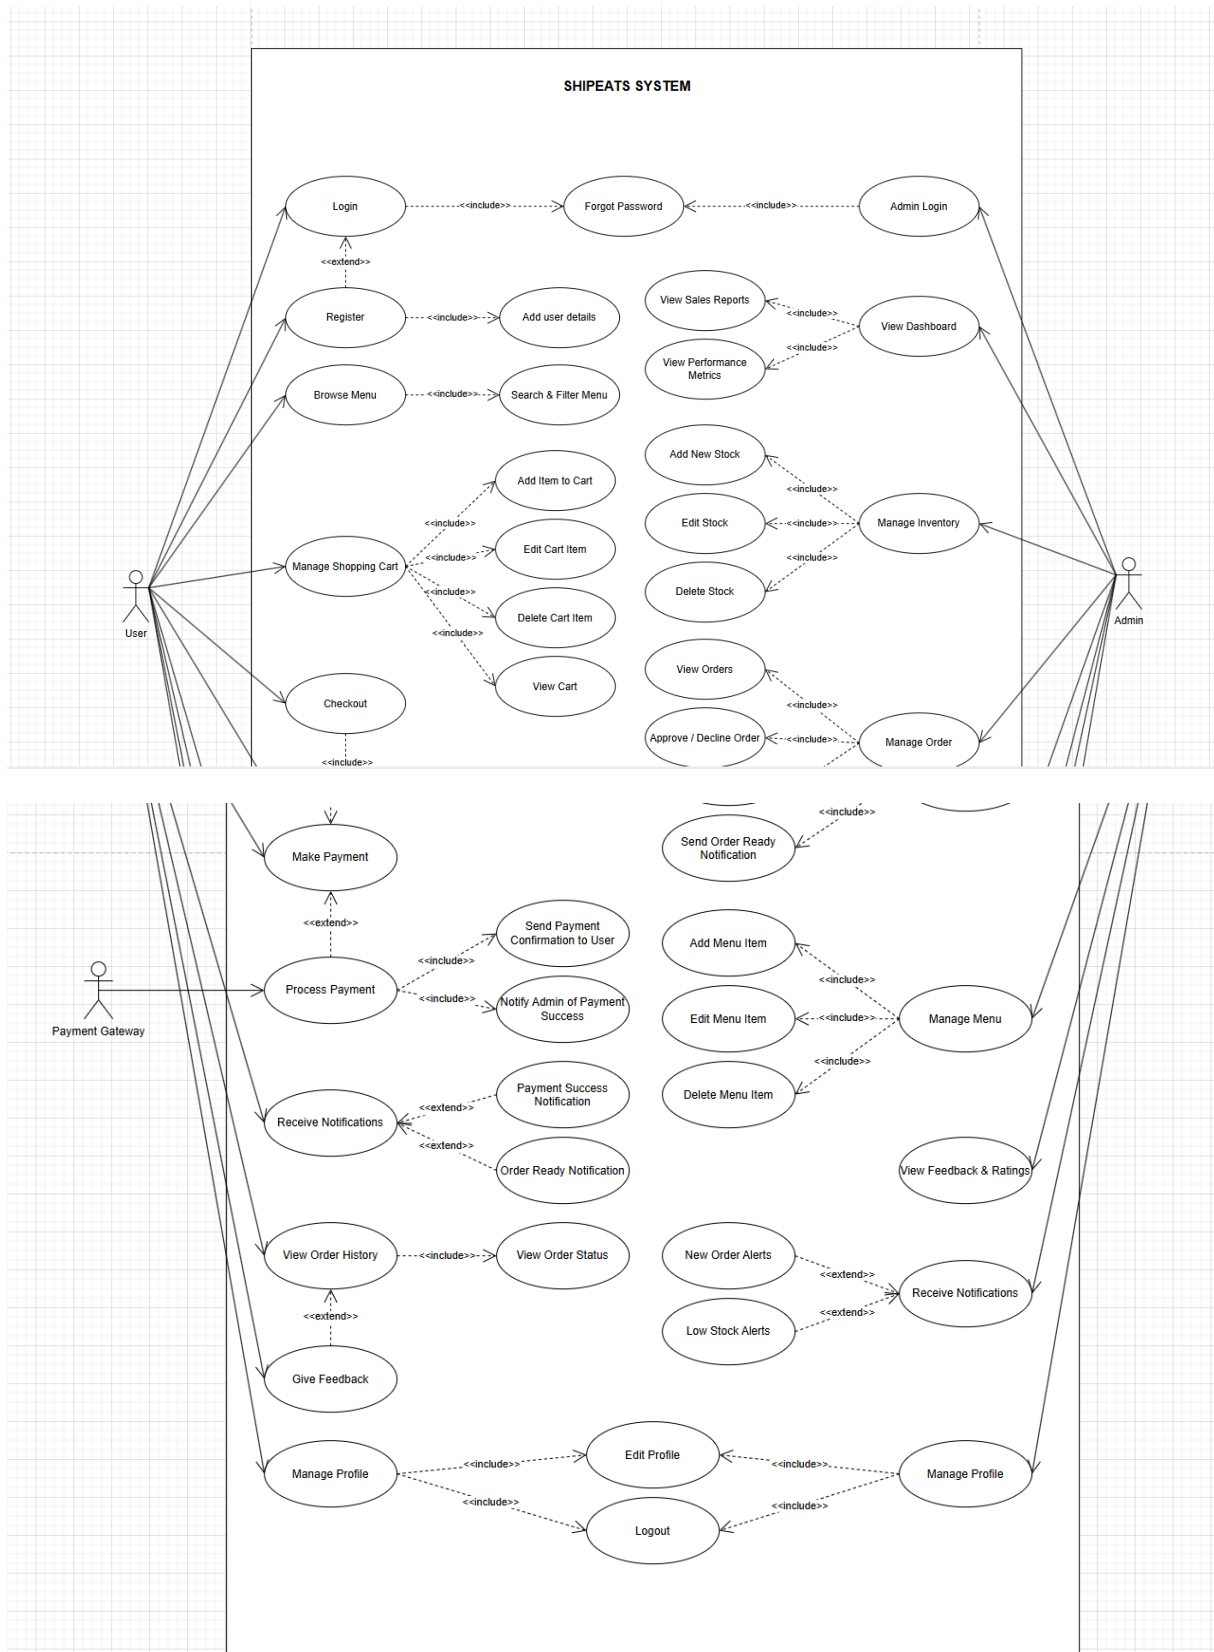 SHIPEATS SYSTEM
Login
<<include>>
Forgot Password
<<include>>
Admin Login
<<extend>>
Register
<<include>>
Add user details
View Sales Reports
<<include>>
View Dashboard
<<include>>
View Performance
Metrics
Browse Menu
<<include>>
Search & Filter Menu
Add New Stock
<<include>>
Edit Stock
<<include>>
Manage Inventory
<<include>>
Delete Stock
Add Item to Cart
<<include>>
Edit Cart Item
<<include>>
Manage Shopping Cart
<<include>>
Delete Cart Item
<<include>>
View Cart
User
Admin
View Orders
<<include>>
Approve / Decline Order
<<include>>
Manage Order
Checkout
<<include>>
<<include>>
Send Order Ready
Notification
Make Payment
<<extend>>
Send Payment
Confirmation to User
<<include>>
Process Payment
<<include>>
Notify Admin of Payment
Success
Payment Gateway
Add Menu Item
<<include>>
Edit Menu Item
<<include>>
Manage Menu
<<include>>
Delete Menu Item
Payment Success
Notification
<<extend>>
Receive Notifications
<<extend>>
Order Ready Notification
View Feedback & Ratings
View Order History
<<include>>
View Order Status
New Order Alerts
<<extend>>
Receive Notifications
<<extend>>
Low Stock Alerts
<<extend>>
Give Feedback
Manage Profile
<<include>>
Edit Profile
<<include>>
Manage Profile
<<include>>
Logout
<<include>>